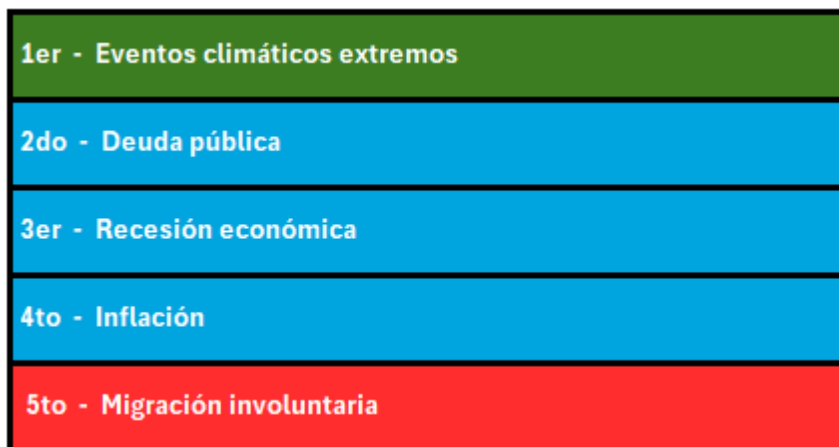 1er - Eventos climáticos extremos
2do - Deuda pública
3er - Recesión económica
4to - Inflación
5to - Migración involuntaria